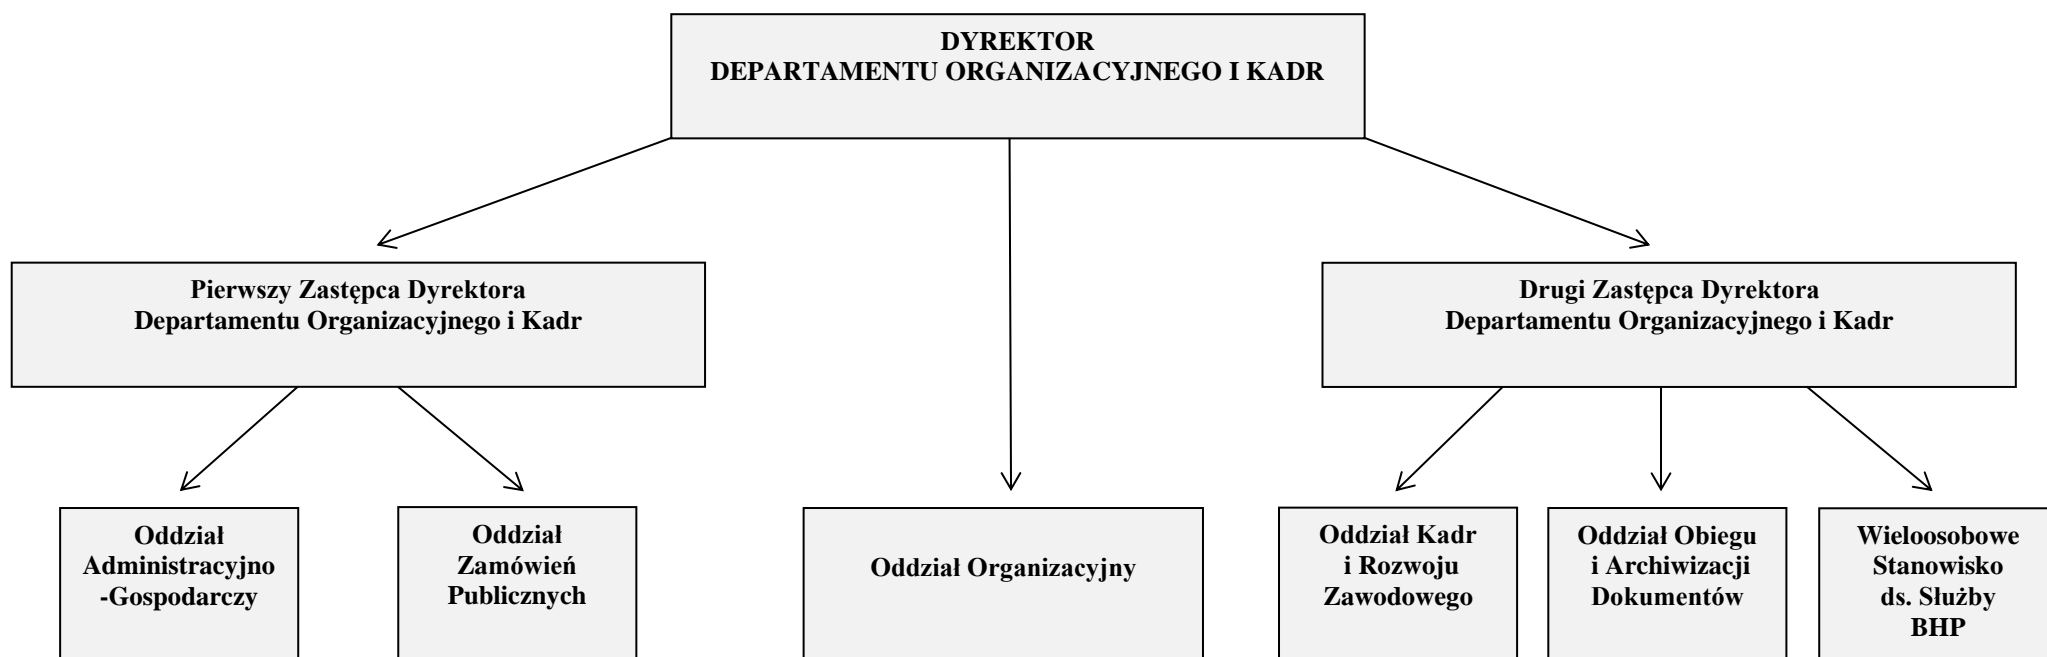 DYREKTOR
DEPARTAMENTU ORGANIZACYJNEGO I KADR
Pierwszy Zastępca Dyrektora
Departamentu Organizacyjnego i Kadr
Drugi Zastępca Dyrektora
Departamentu Organizacyjnego i Kadr
Oddział
Administracyjno
-Gospodarczy
Oddział
Zamówień
Publicznych
Oddział Organizacyjny
Oddział Kadr
i Rozwoju
Zawodowego
Oddział Obiegu
i Archiwizacji
Dokumentów
Wieloosobowe
Stanowisko
ds. Służby
BHP